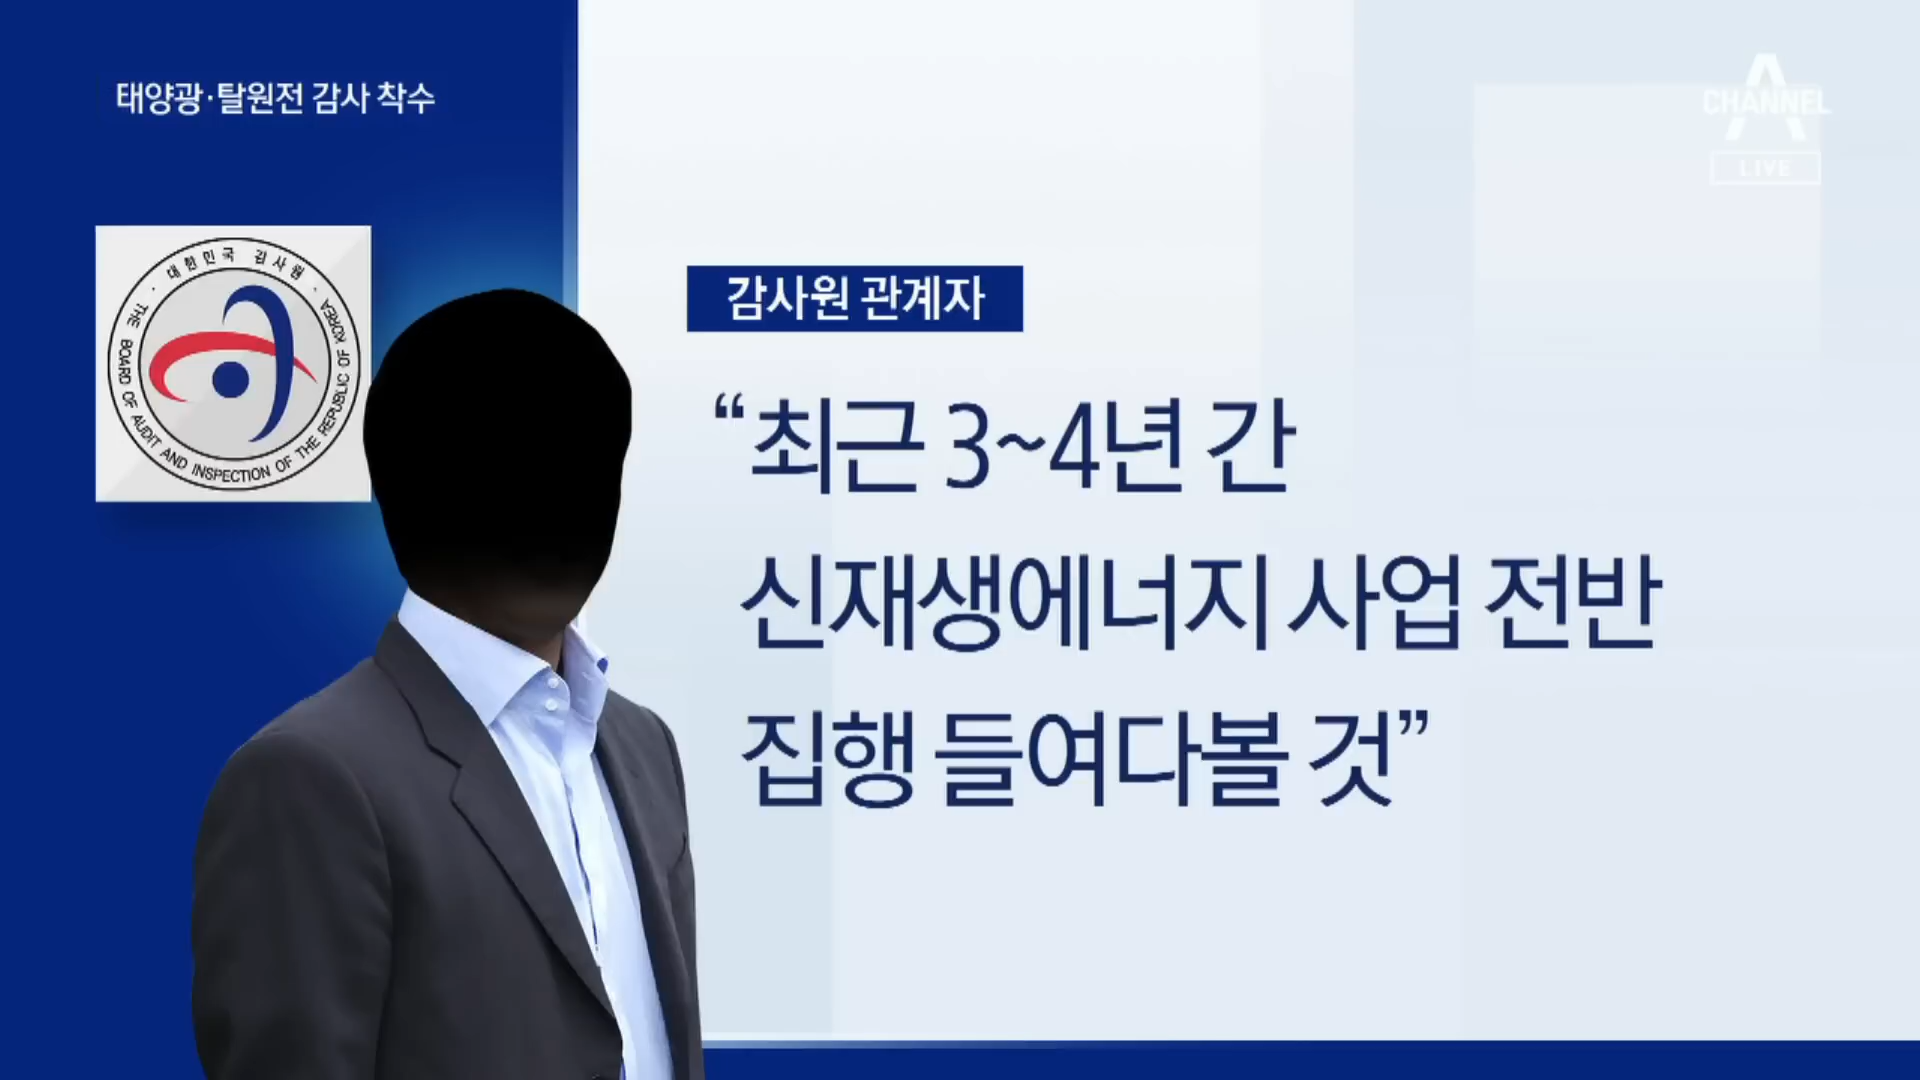 태양광·탈원전 감사 착수
CHANNEL A
LIVE
· 대한민국 감사원 ·
THE BOARD OF AUDIT AND INSPECTION OF THE REPUBLIC OF KOREA
감사원 관계자
“최근 3~4년 간
신재생에너지 사업 전반
집행 들여다볼 것”